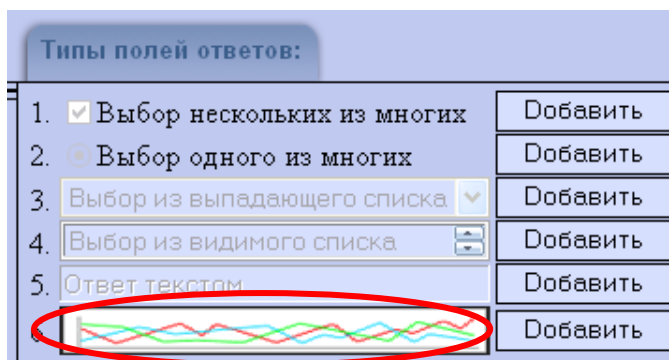 Типы полей ответов:
1. Выбор нескольких из многих Добавить
2. Выбор одного из многих Добавить
3. Выбор из выпадающего списка Добавить
4. Выбор из видимого списка Добавить
5. Ответ текстом Добавить
6. Добавить